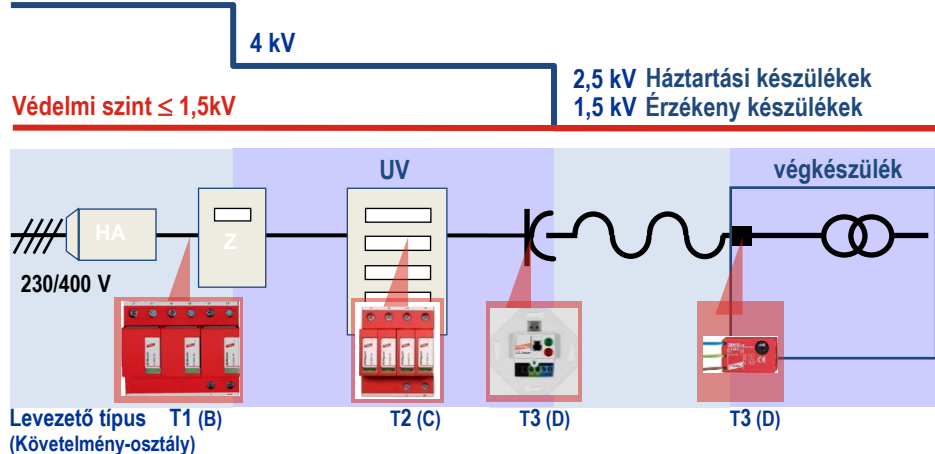 4 kV
2,5 kV Háztartási készülékek
Védelmi szint ≤ 1,5kV
1,5 kV Érzékeny készülékek
UV
végkészülék
HA
Z
230/400 V
Levezető típus T1 (B) T2 (C) T3 (D) T3 (D)
(Követelmény-osztály)